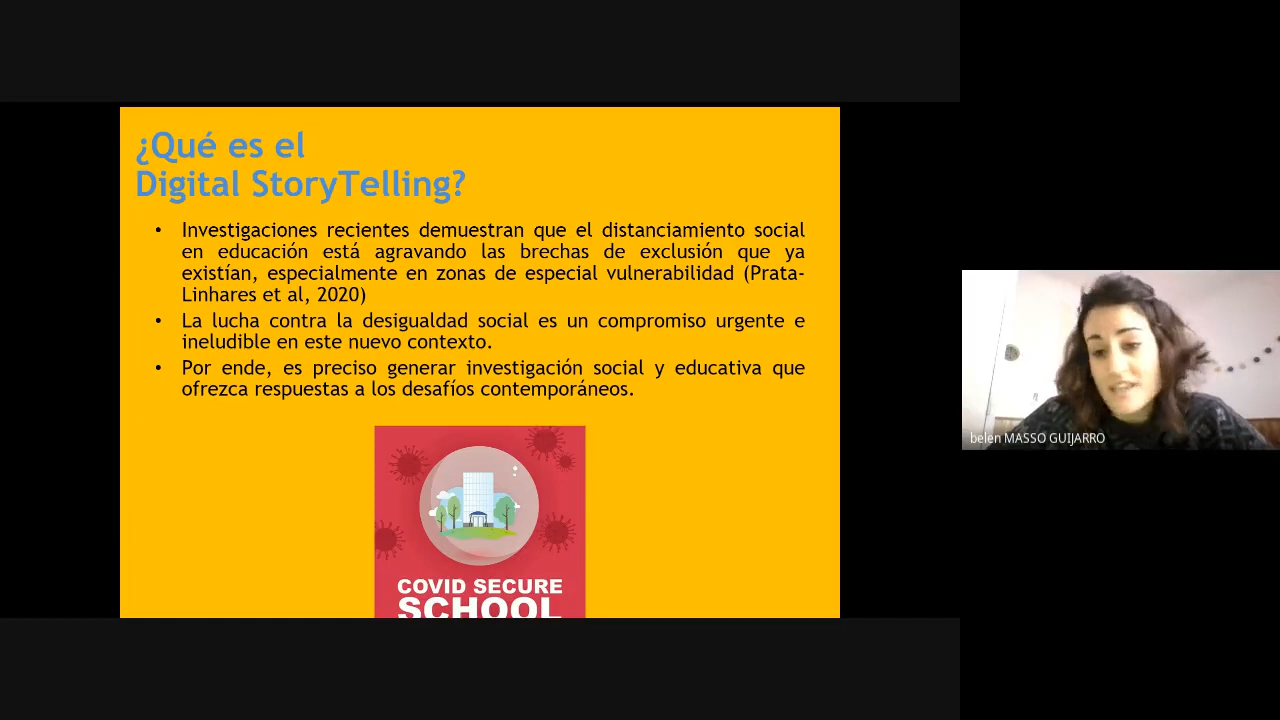 ¿Qué es el
Digital StoryTelling?
• Investigaciones recientes demuestran que el distanciamiento social
en educación está agravando las brechas de exclusión que ya
existían, especialmente en zonas de especial vulnerabilidad (Prata-
Linhares et al, 2020)
• La lucha contra la desigualdad social es un compromiso urgente e
ineludible en este nuevo contexto.
• Por ende, es preciso generar investigación social y educativa que
ofrezca respuestas a los desafíos contemporáneos.
COVID SECURE
SCHOOL
belen MASSO GUIJARRO